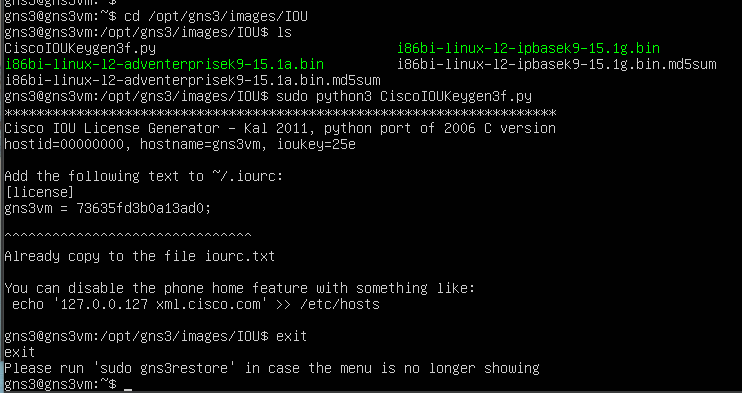 gns3@gns3vm:~$
gns3@gns3vm:~$ cd /opt/gns3/images/IOU
gns3@gns3vm:/opt/gns3/images/IOU$ ls
CiscoIOUKeygen3f.py i86bi-linux-l2-ipbasek9-15.1g.bin
i86bi-linux-l2-adventerprisek9-15.1a.bin i86bi-linux-l2-ipbasek9-15.1g.bin.md5sum
i86bi-linux-l2-adventerprisek9-15.1a.bin.md5sum
gns3@gns3vm:/opt/gns3/images/IOU$ sudo python3 CiscoIOUKeygen3f.py
*********************************************************************
Cisco IOU License Generator - Kal 2011, python port of 2006 C version
hostid=00000000, hostname=gns3vm, ioukey=25e
Add the following text to ~/.iourc:
[license]
gns3vm = 73635fd3b0a13ad0;
^^^^^^^^^^^^^^^^^^^^^^^^^^^^^^^
Already copy to the file iourc.txt
You can disable the phone home feature with something like:
 echo '127.0.0.127 xml.cisco.com' >> /etc/hosts
gns3@gns3vm:/opt/gns3/images/IOU$ exit
exit
Please run 'sudo gns3restore' in case the menu is no longer showing
gns3@gns3vm:~$ _